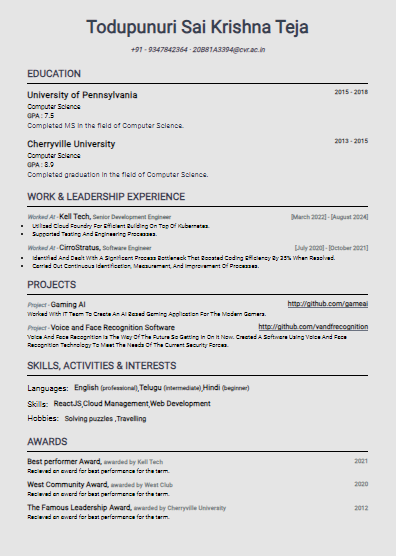 Todupunuri Sai Krishna Teja
+91 - 9347842364 · 20B81A3394@cvr.ac.in
EDUCATION
University of Pennsylvania 2015 - 2018
Computer Science
GPA : 7.5
Completed MS in the field of Computer Science.
Cherryville University 2013 - 2015
Computer Science
GPA : 8.9
Completed graduation in the field of Computer Science.
WORK & LEADERSHIP EXPERIENCE
Worked At - Kell Tech, Senior Development Engineer [March 2022] - [August 2024]
• Utilized Cloud Foundry For Efficient Building On Top Of Kubernetes.
• Supported Testing And Engineering Processes.
Worked At - CirroStratus, Software Engineer [July 2020] - [October 2021]
• Identified And Dealt With A Significant Process Bottleneck That Boosted Coding Efficiency By 35% When Resolved.
• Carried Out Continuous Identification, Measurement, And Improvement Of Processes.
PROJECTS
Project - Gaming AI http://github.com/gameai
Worked With IT Team To Create An AI Based Gaming Application For The Modern Gamers.
Project - Voice and Face Recognition Software http://github.com/vandfrecognition
Voice And Face Recognition Is The Way Of The Future So Getting In On It Now. Created A Software Using Voice And Face
Recognition Technology To Meet The Needs Of The Current Security Forces.
SKILLS, ACTIVITIES & INTERESTS
Languages: English (professional),Telugu (intermediate),Hindi (beginner)
Skills: ReactJS,Cloud Management,Web Development
Hobbies: Solving puzzles ,Travelling
AWARDS
Best performer Award, awarded by Kell Tech 2021
Recieved an award for best performance for the term.
West Community Award, awarded by West Club 2020
Recieved an award for best performance for the term.
The Famous Leadership Award, awarded by Cherryville University 2012
Recieved an award for best performance for the term.